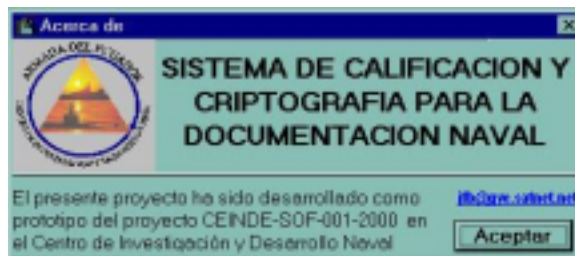 Acerca de
ARMADA DEL ECUADOR
SISTEMA DE CALIFICACION Y
CRIPTOGRAFIA PARA LA
DOCUMENTACION NAVAL
El presente proyecto ha sido desarrollado como
prototipo del proyecto CEINDE-SOF-001-2000 en
el Centro de Investigación y Desarrollo Naval
Aceptar